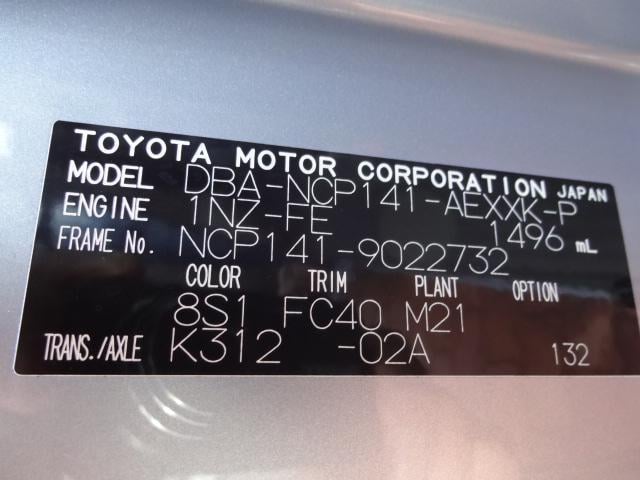 TOYOTA MOTOR CORPORATION JAPAN
MODEL DBA-NCP141-AEXXK-P
ENGINE 1NZ-FE 1496 mL
FRAME No. NCP141-9022732
COLOR TRIM PLANT OPTION
8S1 FC40 M21
TRANS./AXLE K312 -02A 132